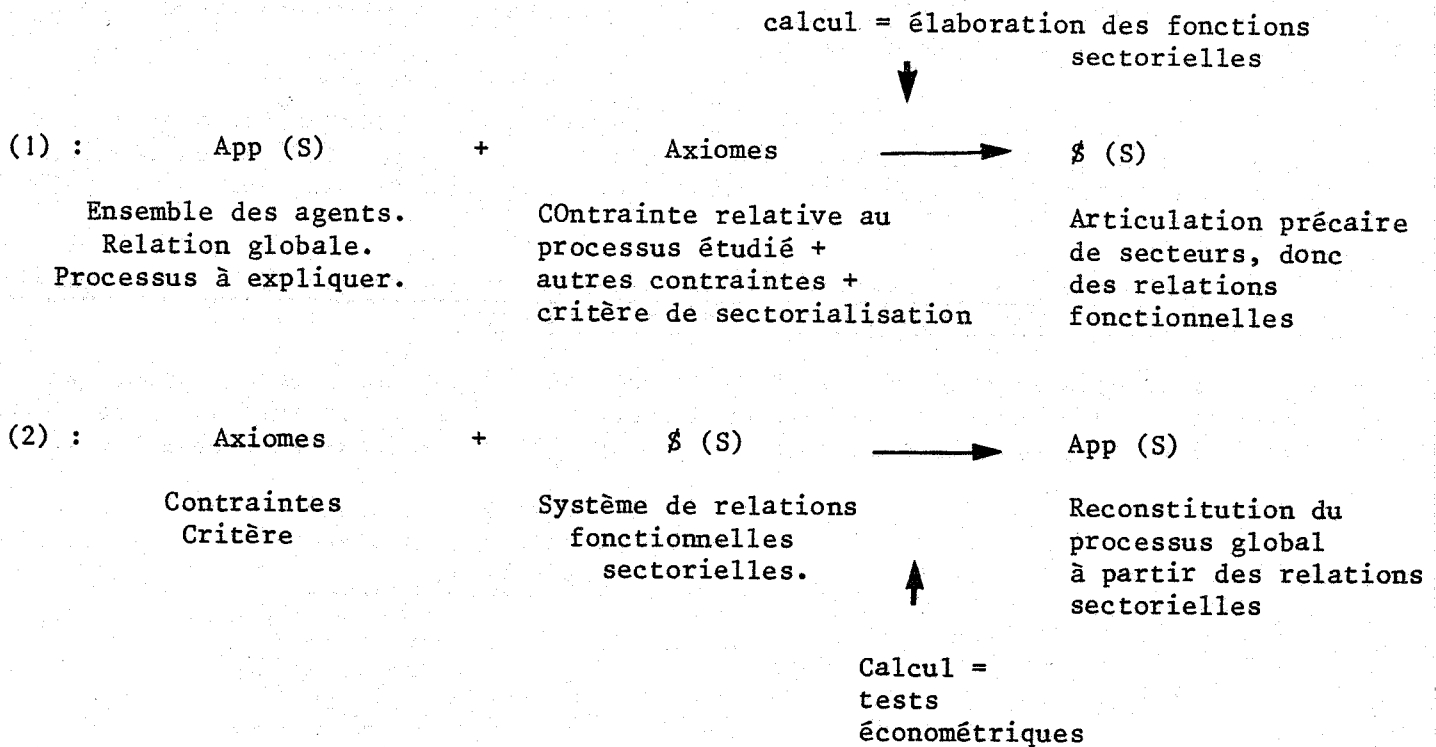 calcul = élaboration des fonctions
sectorielles
(1) : App (S) + Axiomes $ (S)
Ensemble des agents.
Relation globale.
Processus à expliquer.
COntrainte relative au
processus étudié +
autres contraintes +
critère de sectorialisation
Articulation précaire
de secteurs, donc
des relations
fonctionnelles
(2) : Axiomes + $ (S) App (S)
Contraintes
Critère
Système de relations
fonctionnelles
sectorielles.
Reconstitution du
processus global
à partir des relations
sectorielles
Calcul =
tests
économétriques